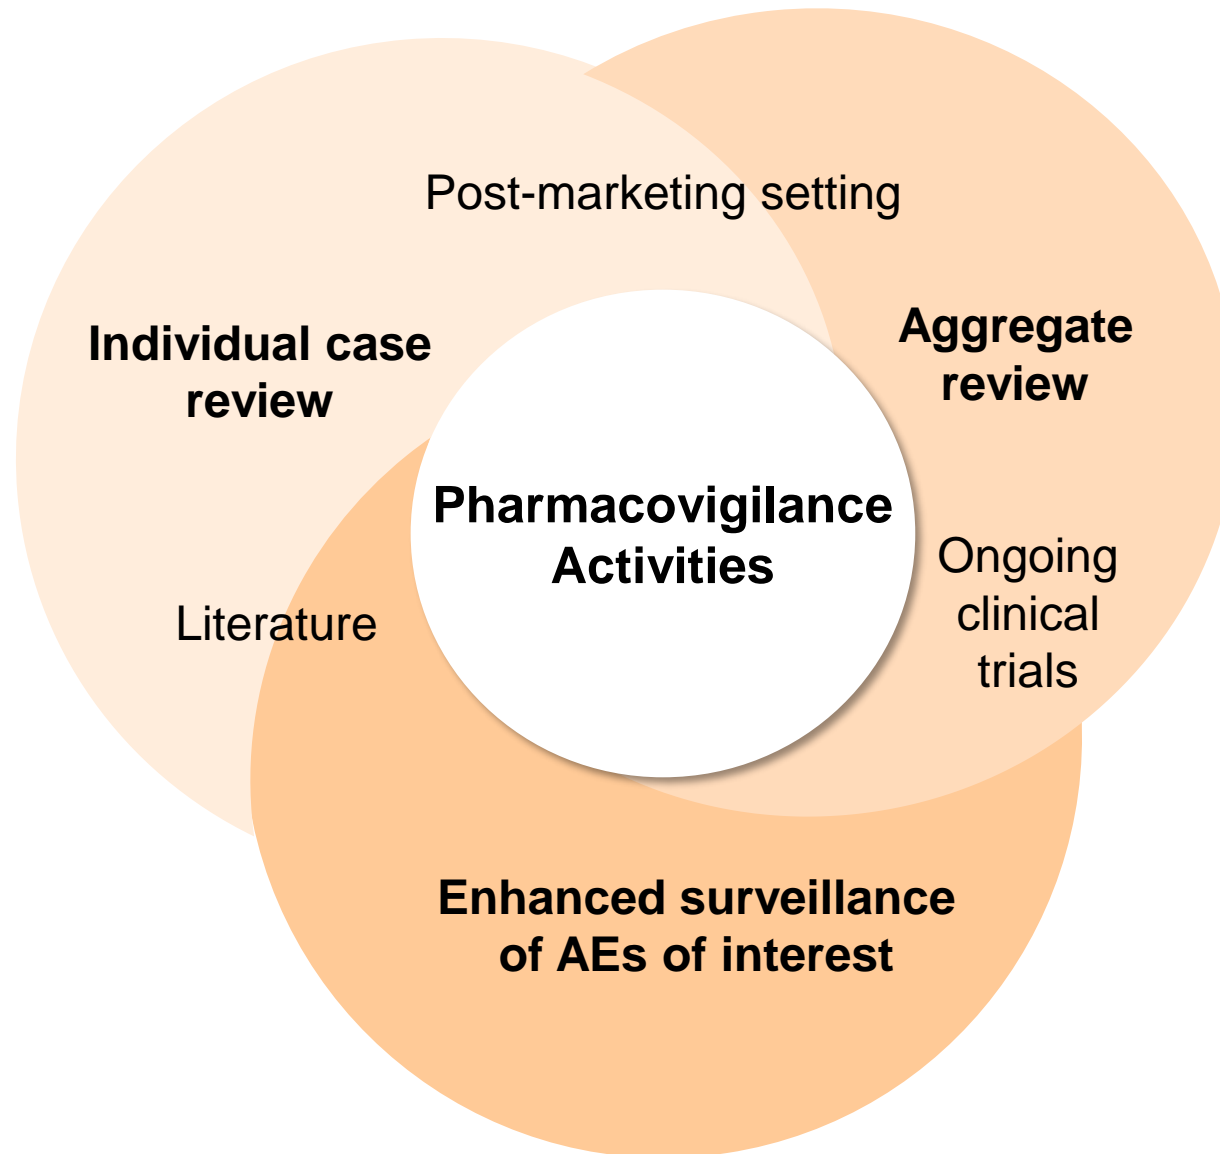 Post-marketing setting
Individual case
review
Aggregate
review
Pharmacovigilance
Activities
Ongoing
clinical
trials
Literature
Enhanced surveillance
of AEs of interest